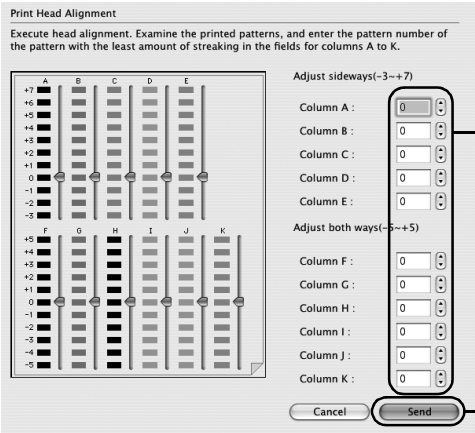 Print Head Alignment
Execute head alignment. Examine the printed patterns, and enter the pattern number of
the pattern with the least amount of streaking in the fields for columns A to K.
A B C D E
+7
+6
+5
+4
+3
+2
+1
0
-1
-2
-3
F G H I J K
+5
+4
+3
+2
+1
0
-1
-2
-3
-4
-5
Adjust sideways(-3~+7)
Column A : 0
Column B : 0
Column C : 0
Column D : 0
Column E : 0
Adjust both ways(-5~+5)
Column F : 0
Column G : 0
Column H : 0
Column I : 0
Column J : 0
Column K : 0
Cancel Send